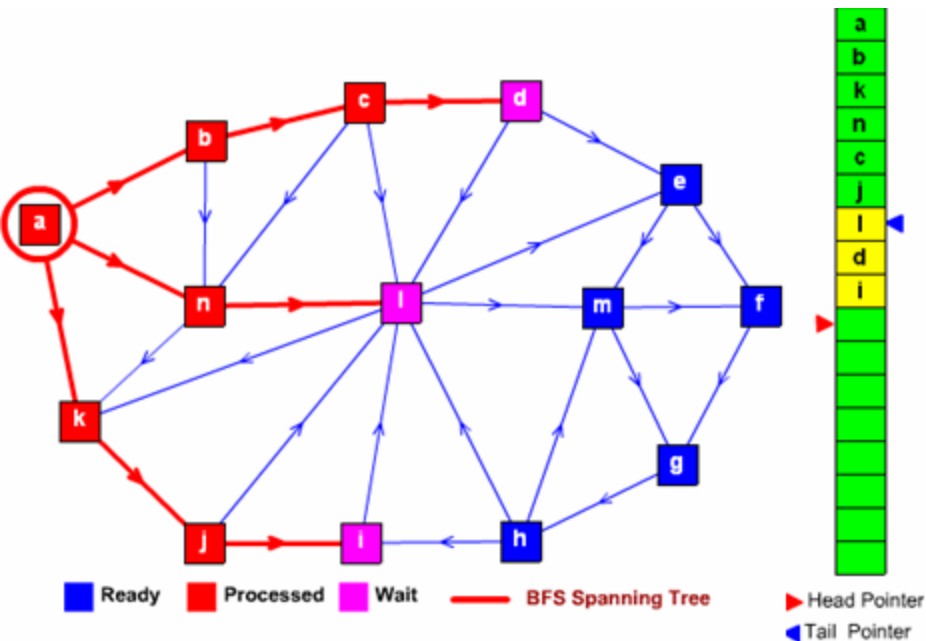 a
b
k
n
c
j
l
d
i
c
d
b
e
a
n
l
m
f
k
g
j
i
h
Ready
Processed
Wait
BFS Spanning Tree
Head Pointer
Tail Pointer